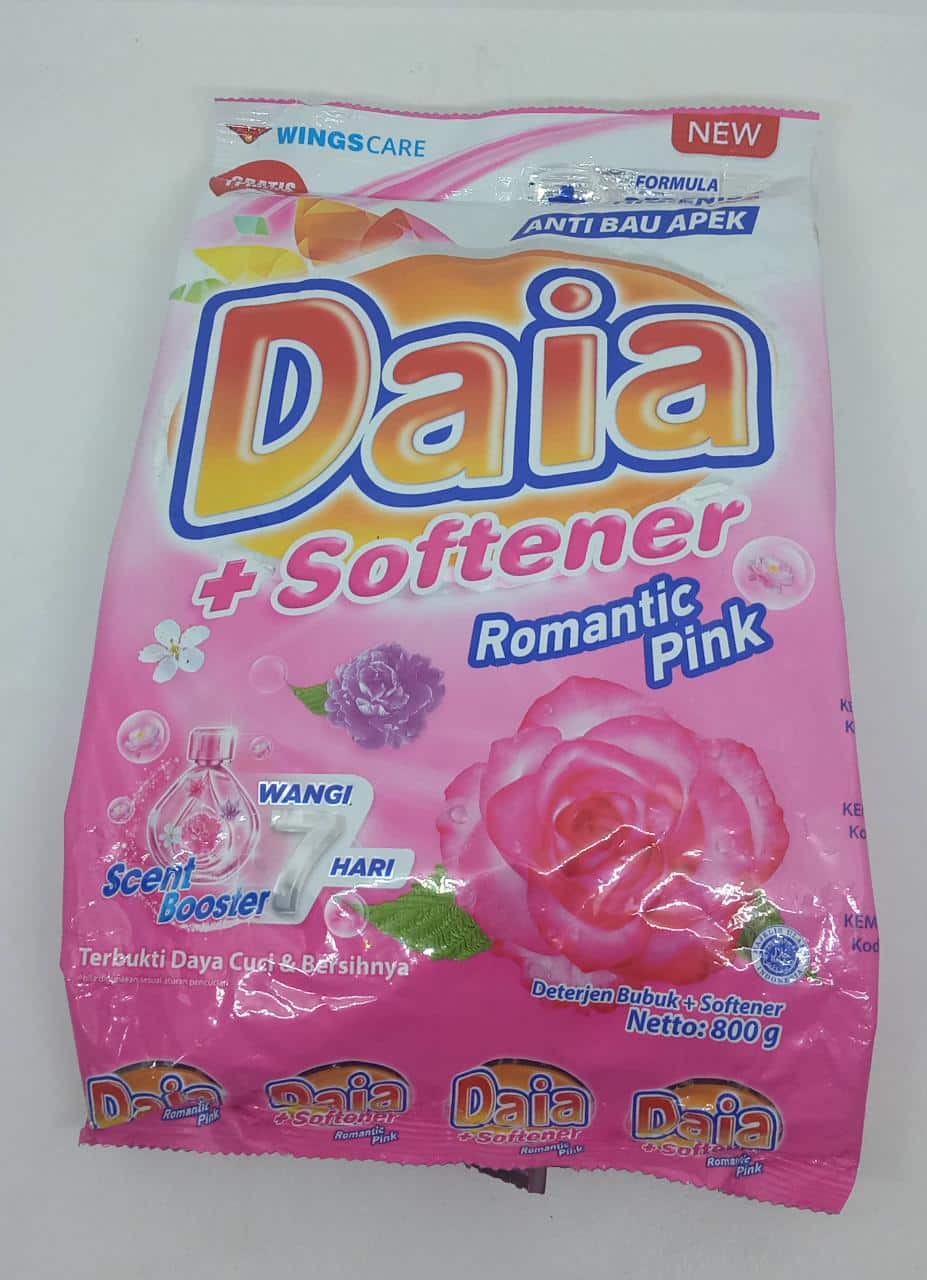 WINGSCARE
NEW
GRATIS
FORMULA
ANTI BAU APEK
Daia
+ Softener
Romantic
Pink
WANGI
7
HARI
Scent
Booster
Terbukti Daya Cuci & Bersihnya
Deterjen Bubuk + Softener
Netto: 800 g
Daia
Romantic
Pink
Daia
+ Softener
Romantic
Pink
Daia
+ Softener
Romantic
Pink
Daia
+ Softener
Romantic
Pink